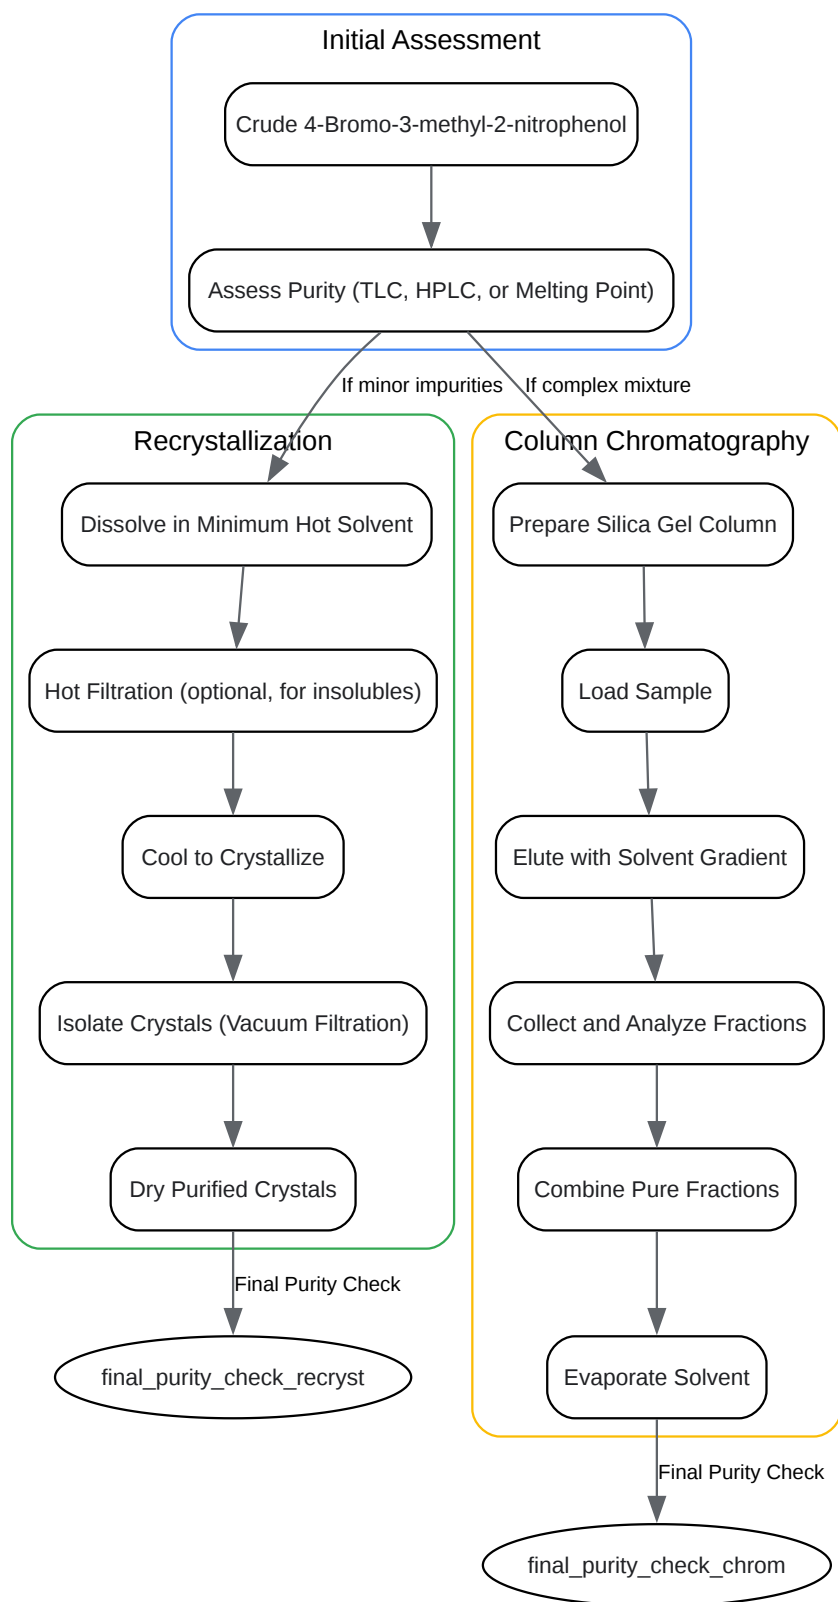 Initial Assessment
Crude 4-Bromo-3-methyl-2-nitrophenol
Assess Purity (TLC, HPLC, or Melting Point)
If minor impurities
If complex mixture
Recrystallization
Dissolve in Minimum Hot Solvent
Hot Filtration (optional, for insolubles)
Cool to Crystallize
Isolate Crystals (Vacuum Filtration)
Dry Purified Crystals
Final Purity Check
final_purity_check_recryst
Column Chromatography
Prepare Silica Gel Column
Load Sample
Elute with Solvent Gradient
Collect and Analyze Fractions
Combine Pure Fractions
Evaporate Solvent
Final Purity Check
final_purity_check_chrom